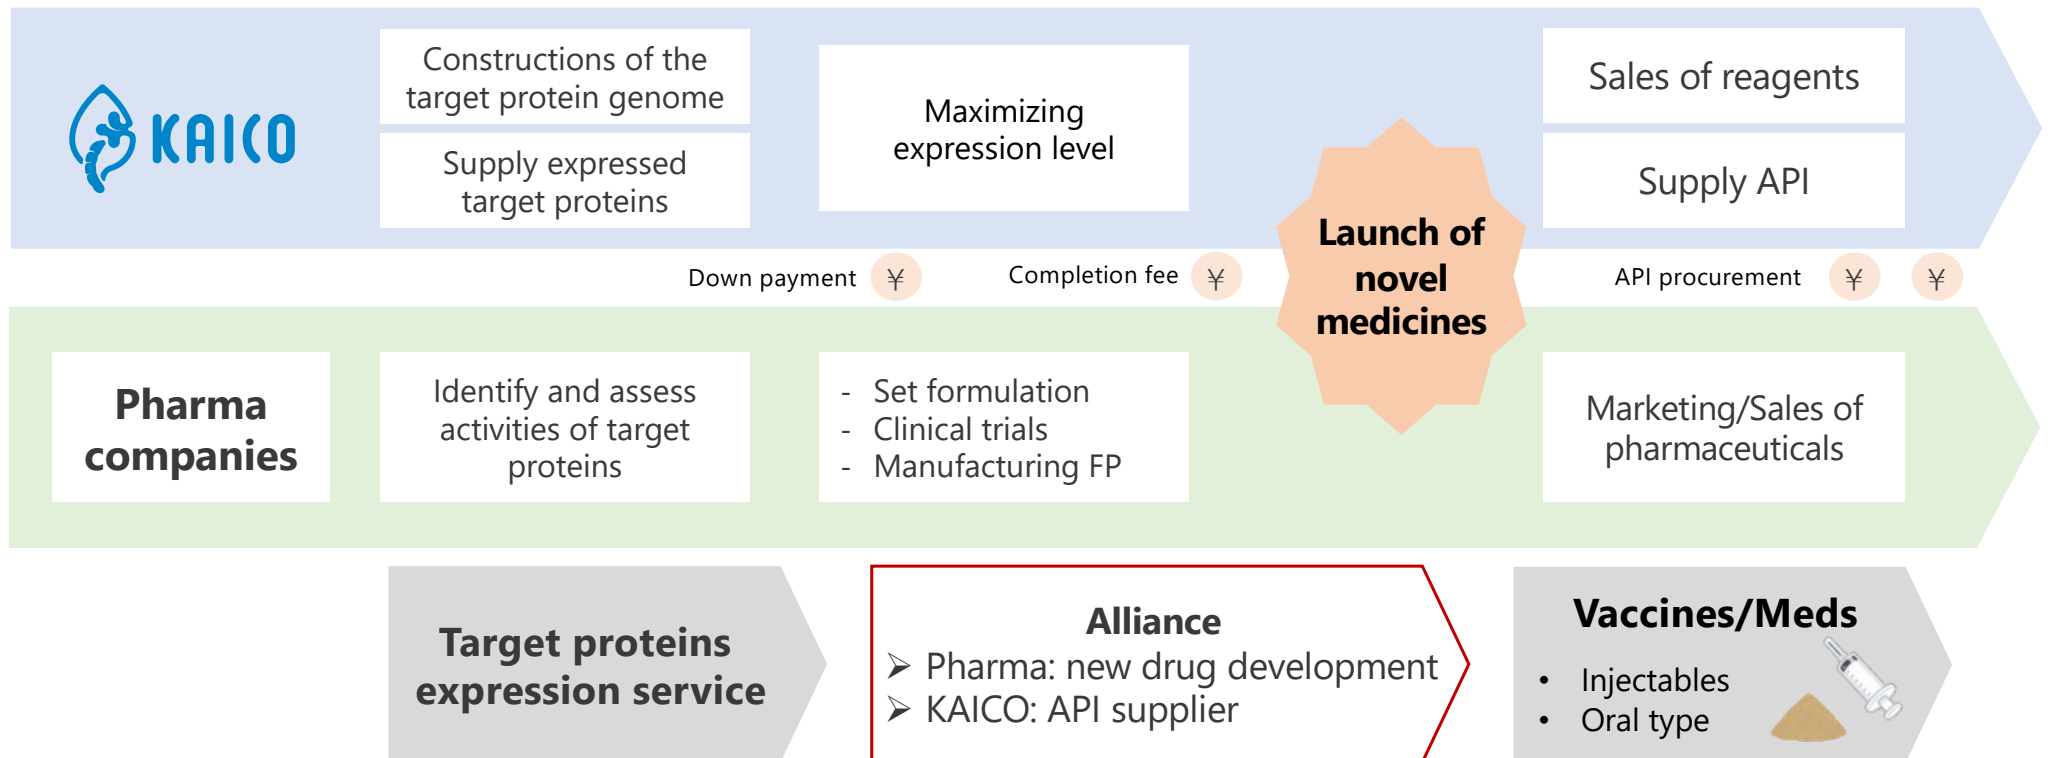 KAICO
Constructions of the
target protein genome
Supply expressed
target proteins
Maximizing
expression level
Sales of reagents
Supply API
Launch of
novel
medicines
Down payment ¥
Completion fee ¥
API procurement ¥ ¥
Pharma
companies
Identify and assess
activities of target
proteins
- Set formulation
- Clinical trials
- Manufacturing FP
Marketing/Sales of
pharmaceuticals
Target proteins
expression service
Alliance
➢ Pharma: new drug development
➢ KAICO: API supplier
Vaccines/Meds
• Injectables
• Oral type